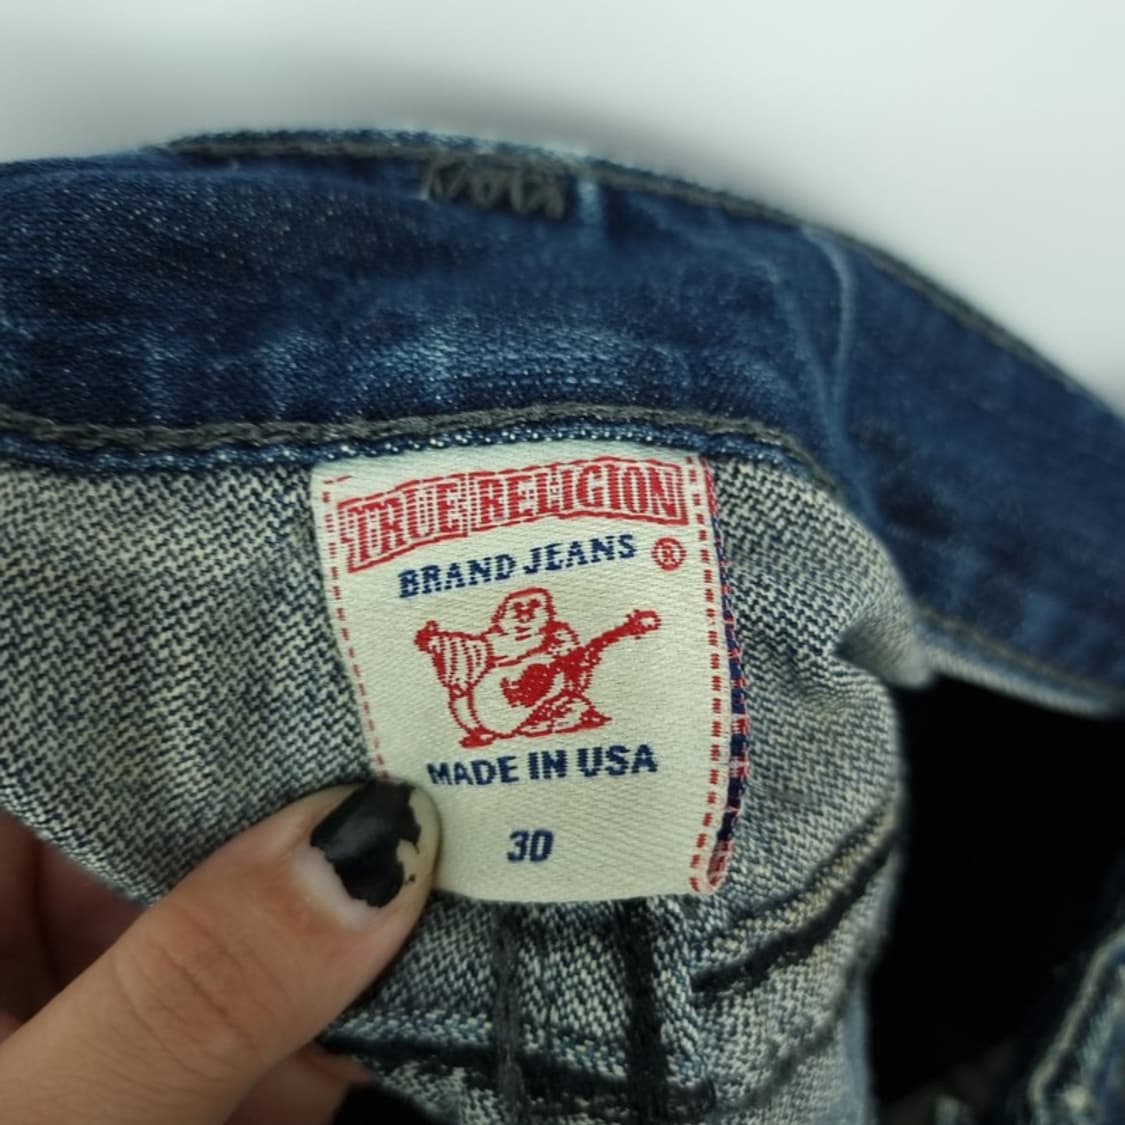 TRUE RELIGION
BRAND JEANS ®
MADE IN USA
30